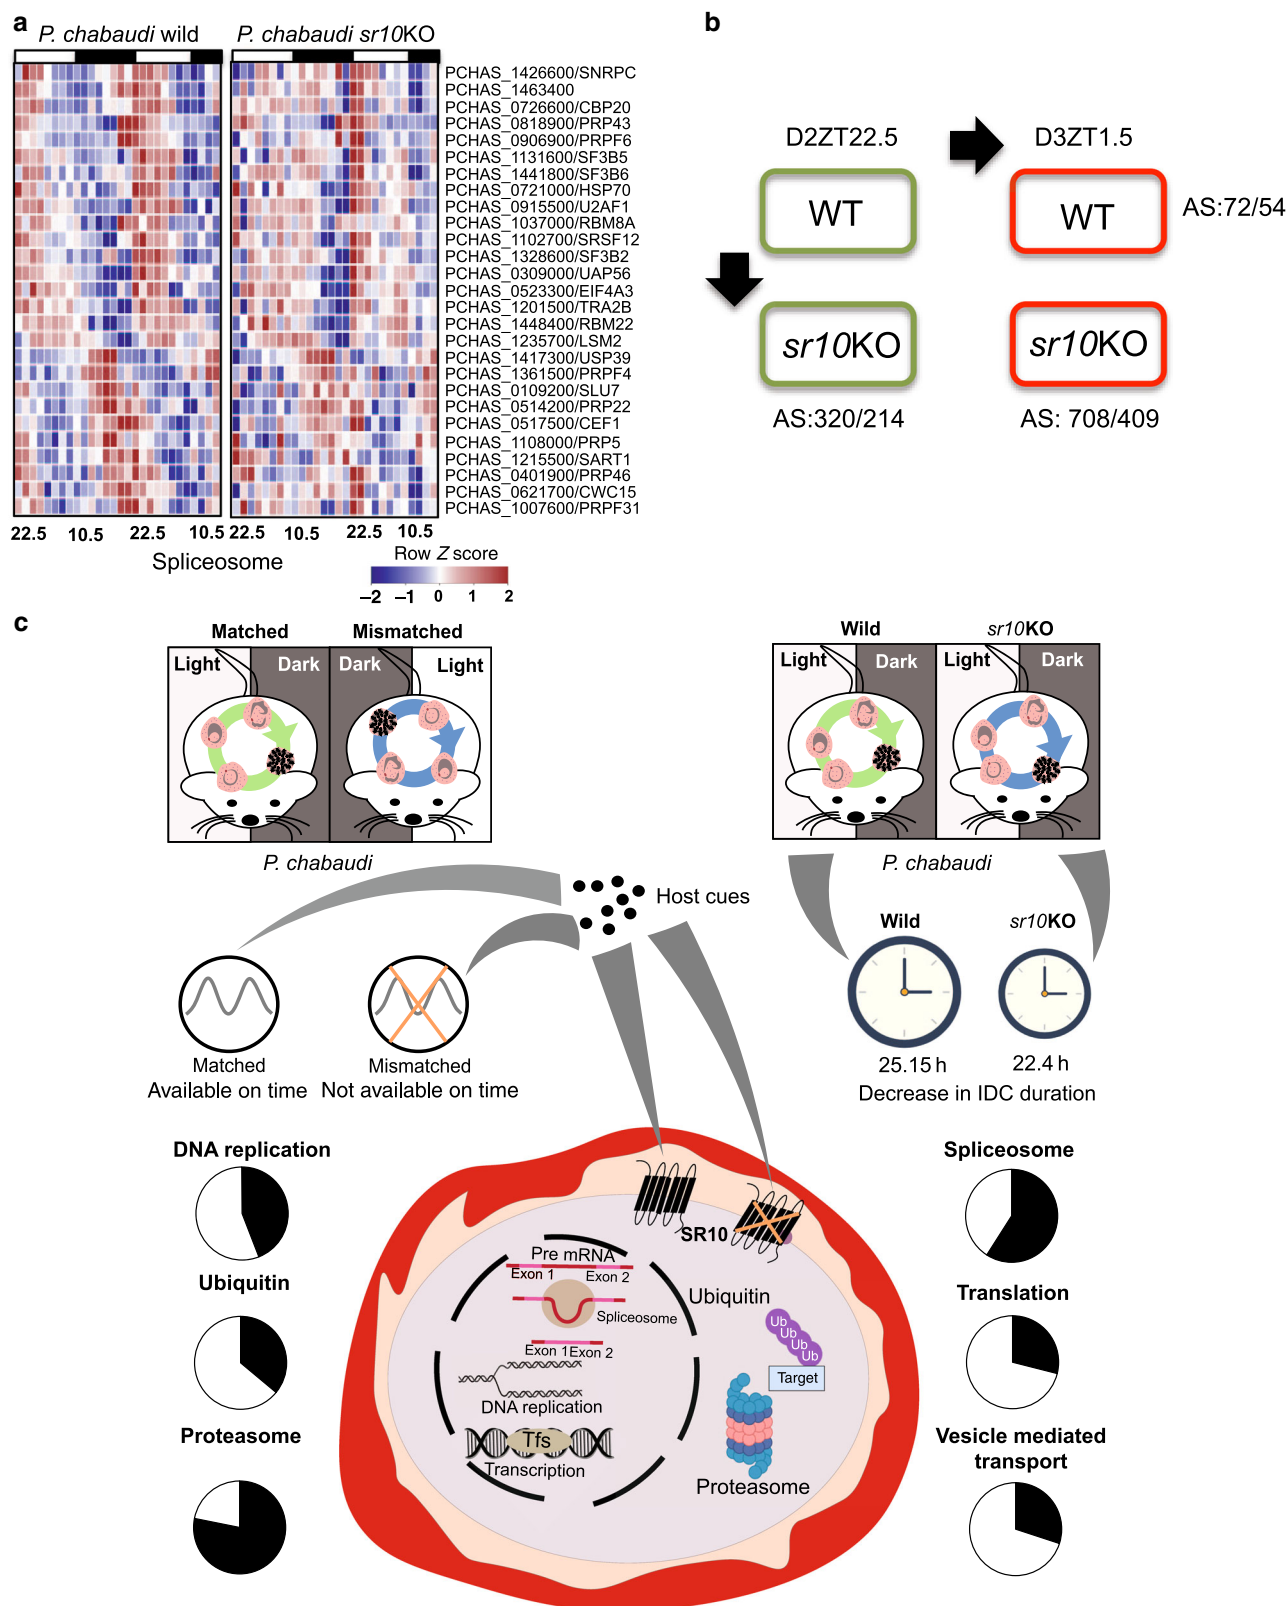 a
P. chabaudi wild
P. chabaudi sr10KO
PCHAS_1426600/SNRPC
PCHAS_1463400
PCHAS_0726600/CBP20
PCHAS_0818900/PRP43
PCHAS_0906900/PRPF6
PCHAS_1131600/SF3B5
PCHAS_1441800/SF3B6
PCHAS_0721000/HSP70
PCHAS_0915500/U2AF1
PCHAS_1037000/RBM8A
PCHAS_1102700/SRSF12
PCHAS_1328600/SF3B2
PCHAS_0309000/UAP56
PCHAS_0523300/EIF4A3
PCHAS_1201500/TRA2B
PCHAS_1448400/RBM22
PCHAS_1235700/LSM2
PCHAS_1417300/USP39
PCHAS_1361500/PRPF4
PCHAS_0109200/SLU7
PCHAS_0514200/PRP22
PCHAS_0517500/CEF1
PCHAS_1108000/PRP5
PCHAS_1215500/SART1
PCHAS_0401900/PRP46
PCHAS_0621700/CWC15
PCHAS_1007600/PRPF31
22.5 10.5 22.5 10.5 22.5 10.5 22.5 10.5
Spliceosome
Row Z score
–2 –1 0 1 2
b
D2ZT22.5
D3ZT1.5
WT
WT
AS:72/54
sr10KO
sr10KO
AS:320/214
AS: 708/409
c
Matched
Mismatched
Light
Dark
Dark
Light
P. chabaudi
Wild
sr10KO
Light
Dark
Light
Dark
P. chabaudi
Host cues
Matched
Available on time
Mismatched
Not available on time
Wild
sr10KO
25.15 h
22.4 h
Decrease in IDC duration
DNA replication
Ubiquitin
Proteasome
SR10
Pre mRNA
Exon 1
Exon 2
Spliceosome
Exon 1 Exon 2
DNA replication
Tfs
Transcription
Ubiquitin
Ub
Ub
Ub
Ub
Target
Proteasome
Spliceosome
Translation
Vesicle mediated
transport